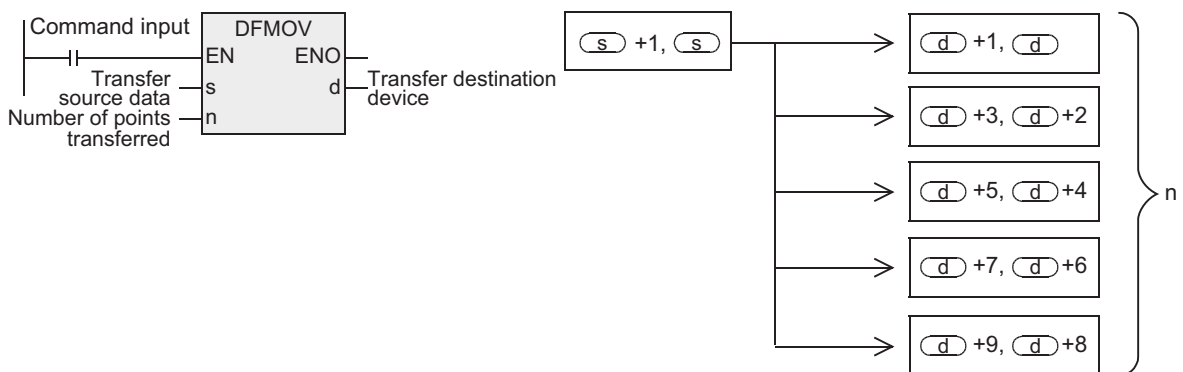 Command input
DFMOV
EN ENO
Transfer source data
s d
Transfer destination device
Number of points transferred
n
s +1, s
d +1, d
d +3, d +2
d +5, d +4
d +7, d +6
d +9, d +8
n